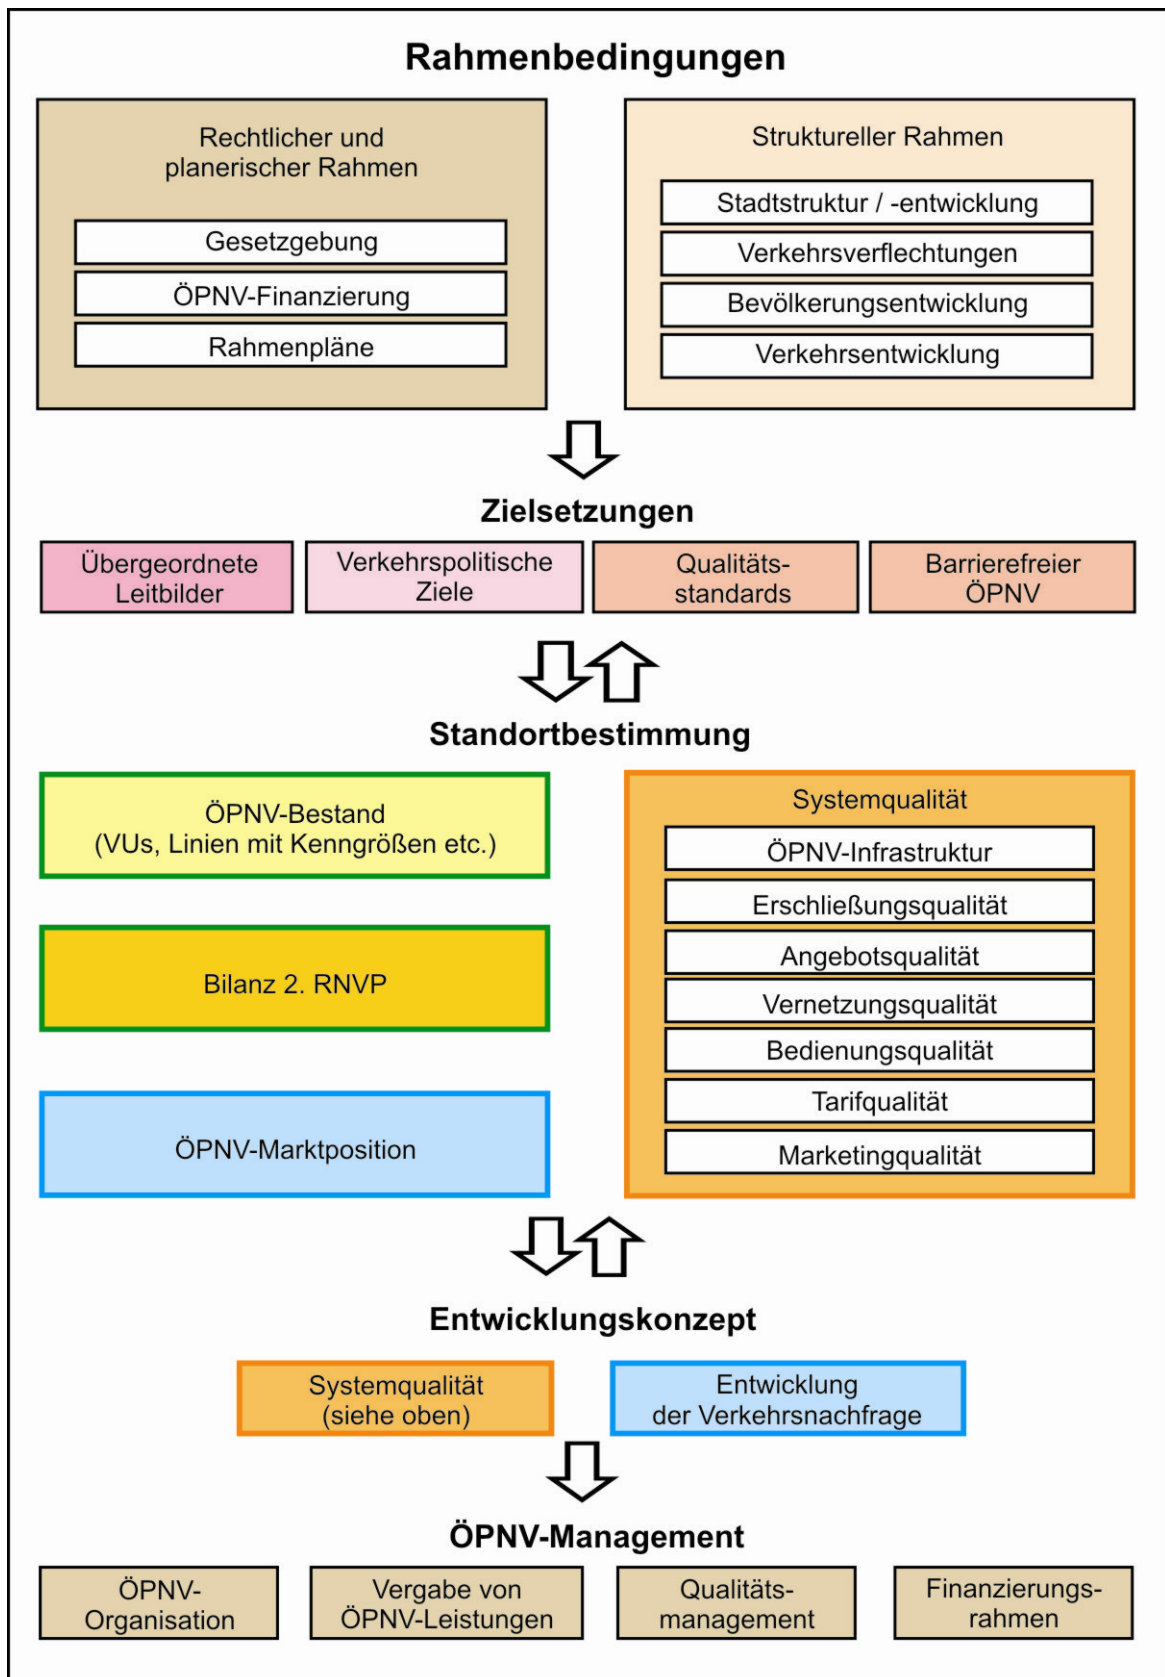 Rahmenbedingungen
Rechtlicher und
planerischer Rahmen
Gesetzgebung
ÖPNV-Finanzierung
Rahmenpläne
Struktureller Rahmen
Stadtstruktur / -entwicklung
Verkehrsverflechtungen
Bevölkerungsentwicklung
Verkehrsentwicklung
Zielsetzungen
Übergeordnete
Leitbilder
Verkehrspolitische
Ziele
Qualitäts-
standards
Barrierefreier
ÖPNV
Standortbestimmung
ÖPNV-Bestand
(VUs, Linien mit Kenngrößen etc.)
Bilanz 2. RNVP
ÖPNV-Marktposition
Systemqualität
ÖPNV-Infrastruktur
Erschließungsqualität
Angebotsqualität
Vernetzungsqualität
Bedienungsqualität
Tarifqualität
Marketingqualität
Entwicklungskonzept
Systemqualität
(siehe oben)
Entwicklung
der Verkehrsnachfrage
ÖPNV-Management
ÖPNV-
Organisation
Vergabe von
ÖPNV-Leistungen
Qualitäts-
management
Finanzierungs-
rahmen